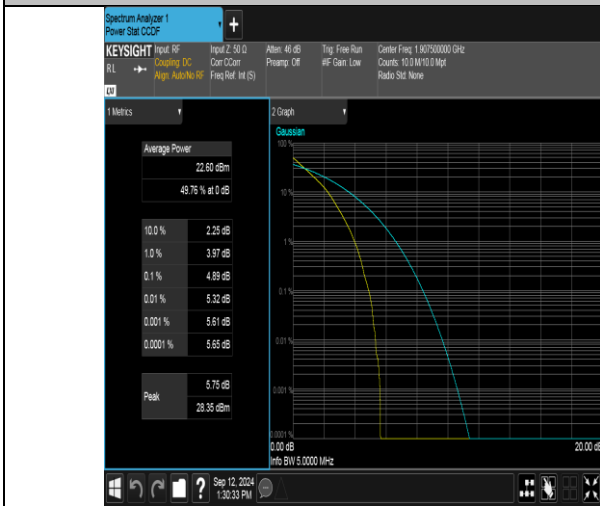 Spectrum Analyzer 1
Power Stat CCDF
KEYSIGHT Input: RF Input Z: 50 Ω Atten: 46 dB Trig: Free Run Center Freq: 1.907500000 GHz
RL Coupling: DC Corr CCorr Preamp: Off #IF Gain: Low Counts: 10.0 M/10.0 Mpt
Align: Auto/No RF Freq Ref: Int (S) Radio Std: None
1 Metrics
Average Power
22.60 dBm
49.76 % at 0 dB
10.0 % 2.25 dB
1.0 % 3.97 dB
0.1 % 4.89 dB
0.01 % 5.32 dB
0.001 % 5.61 dB
0.0001 % 5.65 dB
Peak
5.75 dB
28.35 dBm
2 Graph
Gaussian
100 %
10 %
1 %
0.1 %
0.01 %
0.001 %
0.0001 %
0.00 dB 20.00 dB
Info BW 5.0000 MHz
? Sep 12, 2024
1:30:33 PM